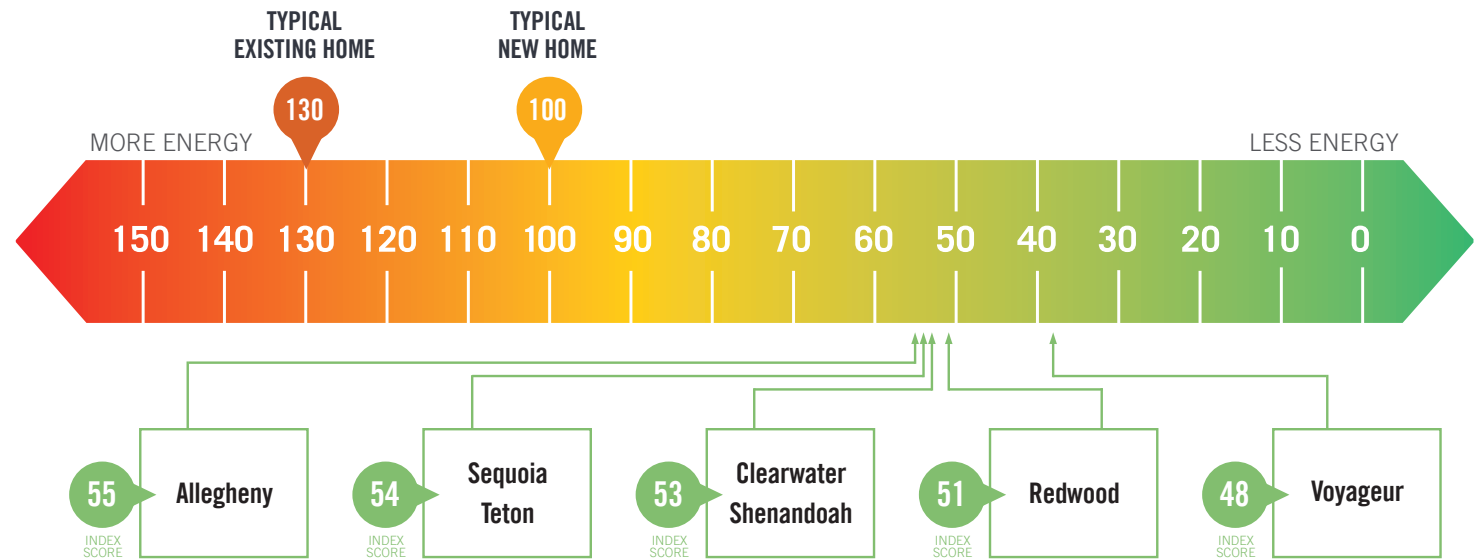 TYPICAL
EXISTING HOME
TYPICAL
NEW HOME
130
100
MORE ENERGY
LESS ENERGY
150 140 130 120 110 100 90 80 70 60 50 40 30 20 10 0
55
INDEX
SCORE
Allegheny
54
INDEX
SCORE
Sequoia
Teton
53
INDEX
SCORE
Clearwater
Shenandoah
51
INDEX
SCORE
Redwood
48
INDEX
SCORE
Voyageur